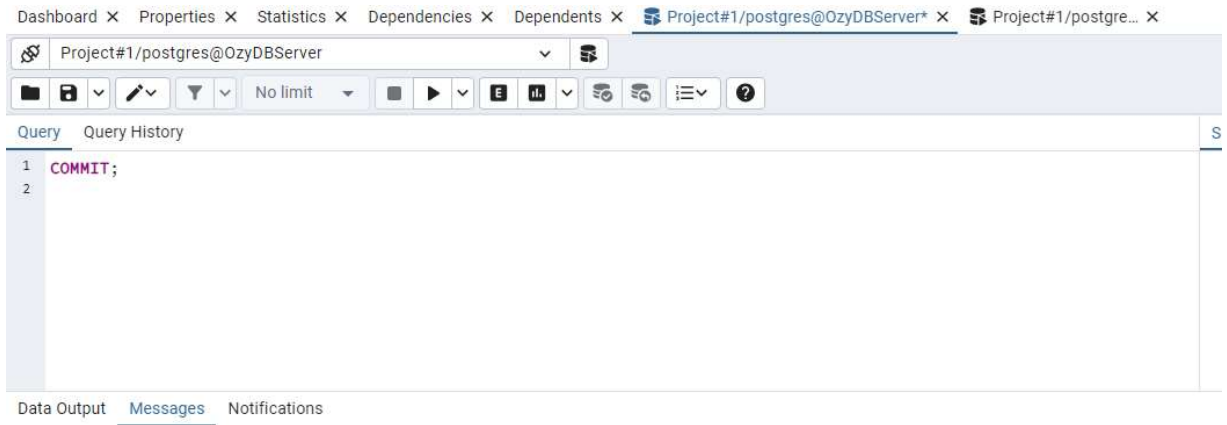 Dashboard X Properties X Statistics X Dependencies X Dependents X Project#1/postgres@OzyDBServer* X Project#1/postgre... X
Project#1/postgres@OzyDBServer
No limit E
Query Query History S
1 COMMIT;
2
Data Output Messages Notifications